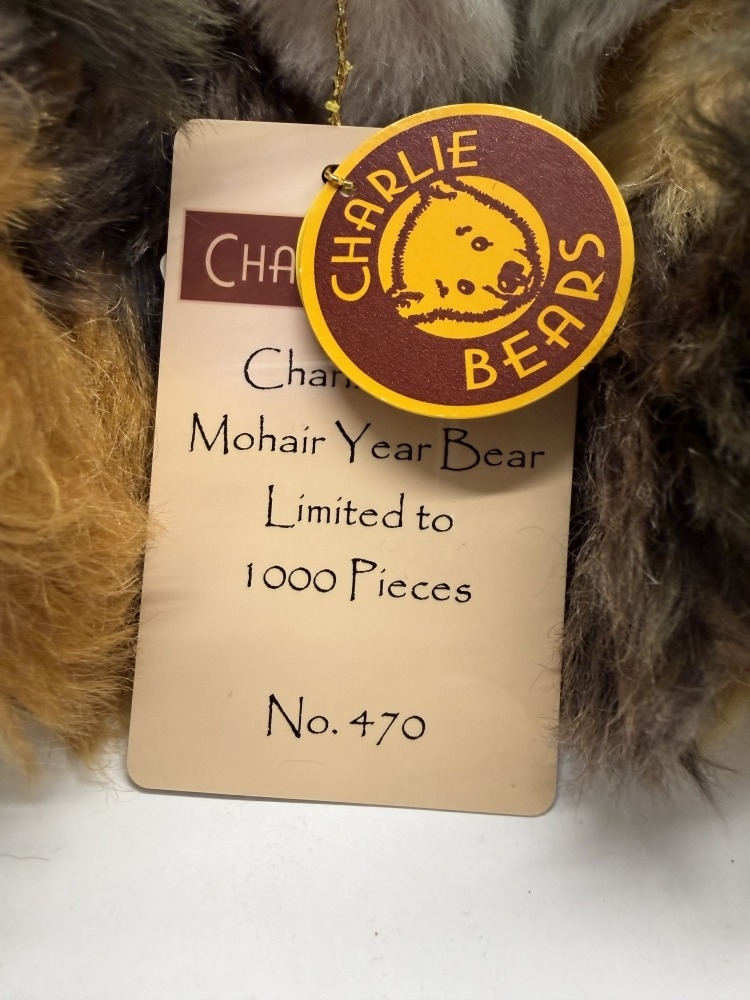 CHARLIE
BEARS
CHA
Char
Mohair Year Bear
Limited to
1000 Pieces
No. 470